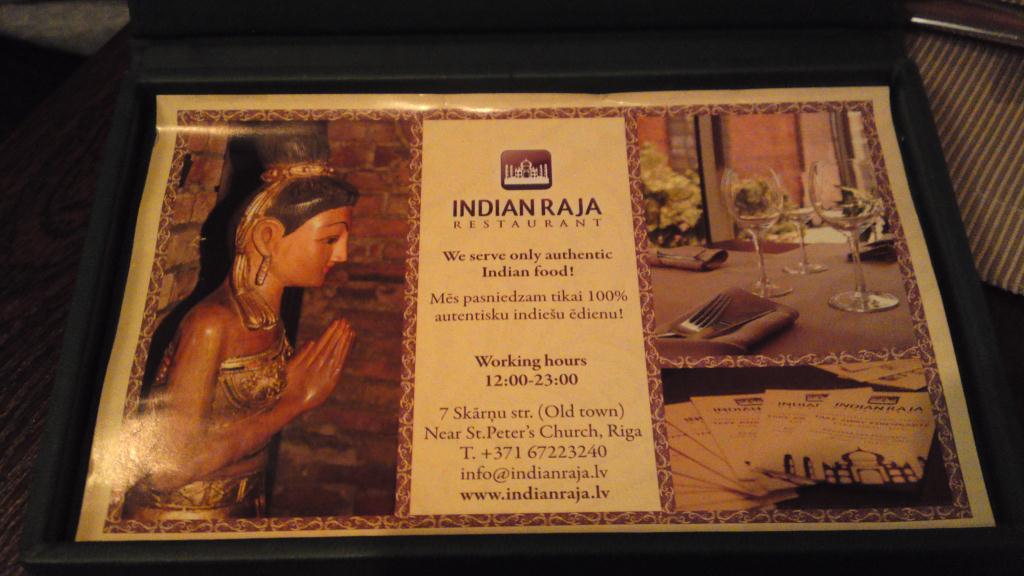 INDIAN RAJA
RESTAURANT
We serve only authentic
Indian food!
Mēs pasniedzam tikai 100%
autentisku indiešu ēdienu!
Working hours
12:00-23:00
7 Skārņu str. (Old town)
Near St.Peter's Church, Riga
T. +371 67223240
info@indianraja.lv
www.indianraja.lv
INDIAN RAJA